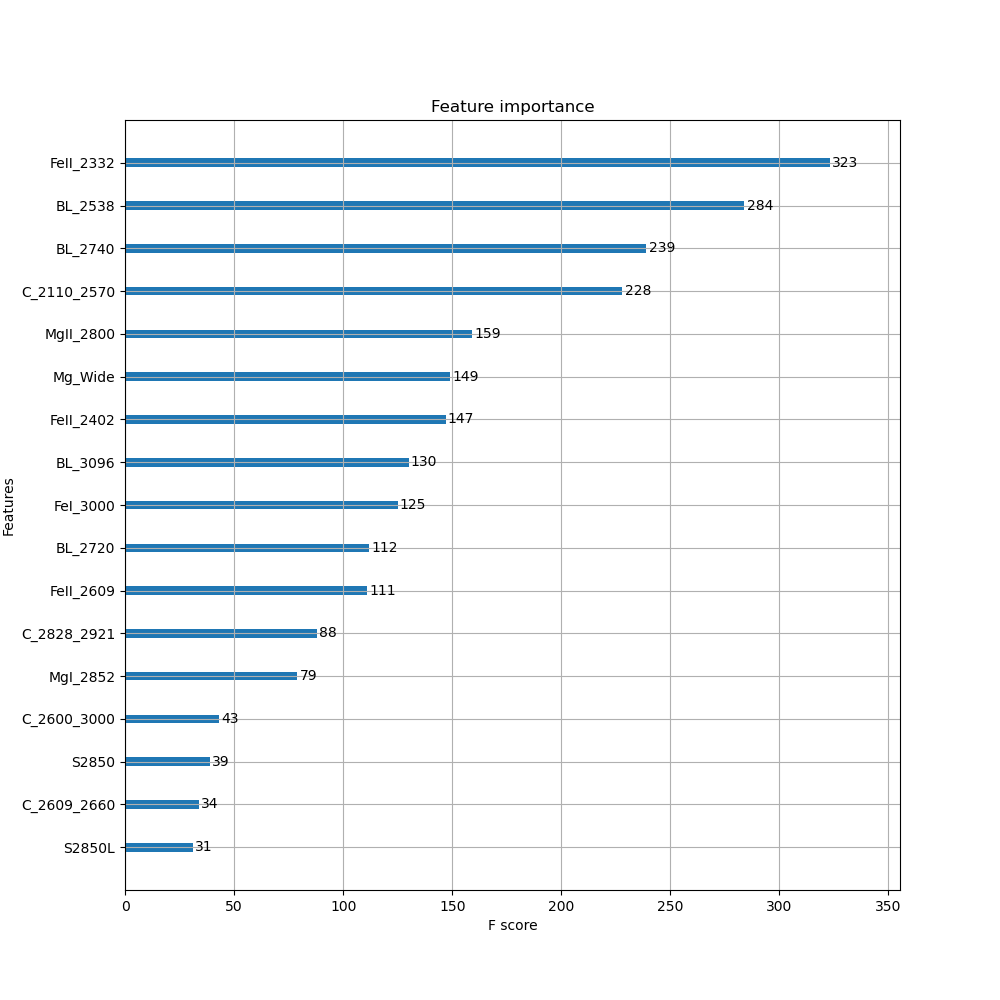 Feature importance
FeII_2332 323
BL_2538 284
BL_2740 239
C_2110_2570 228
MgII_2800 159
Mg_Wide 149
FeII_2402 147
BL_3096 130
FeI_3000 125
BL_2720 112
FeII_2609 111
C_2828_2921 88
MgI_2852 79
C_2600_3000 43
S2850 39
C_2609_2660 34
S2850L 31
Features
0 50 100 150 200 250 300 350
F score